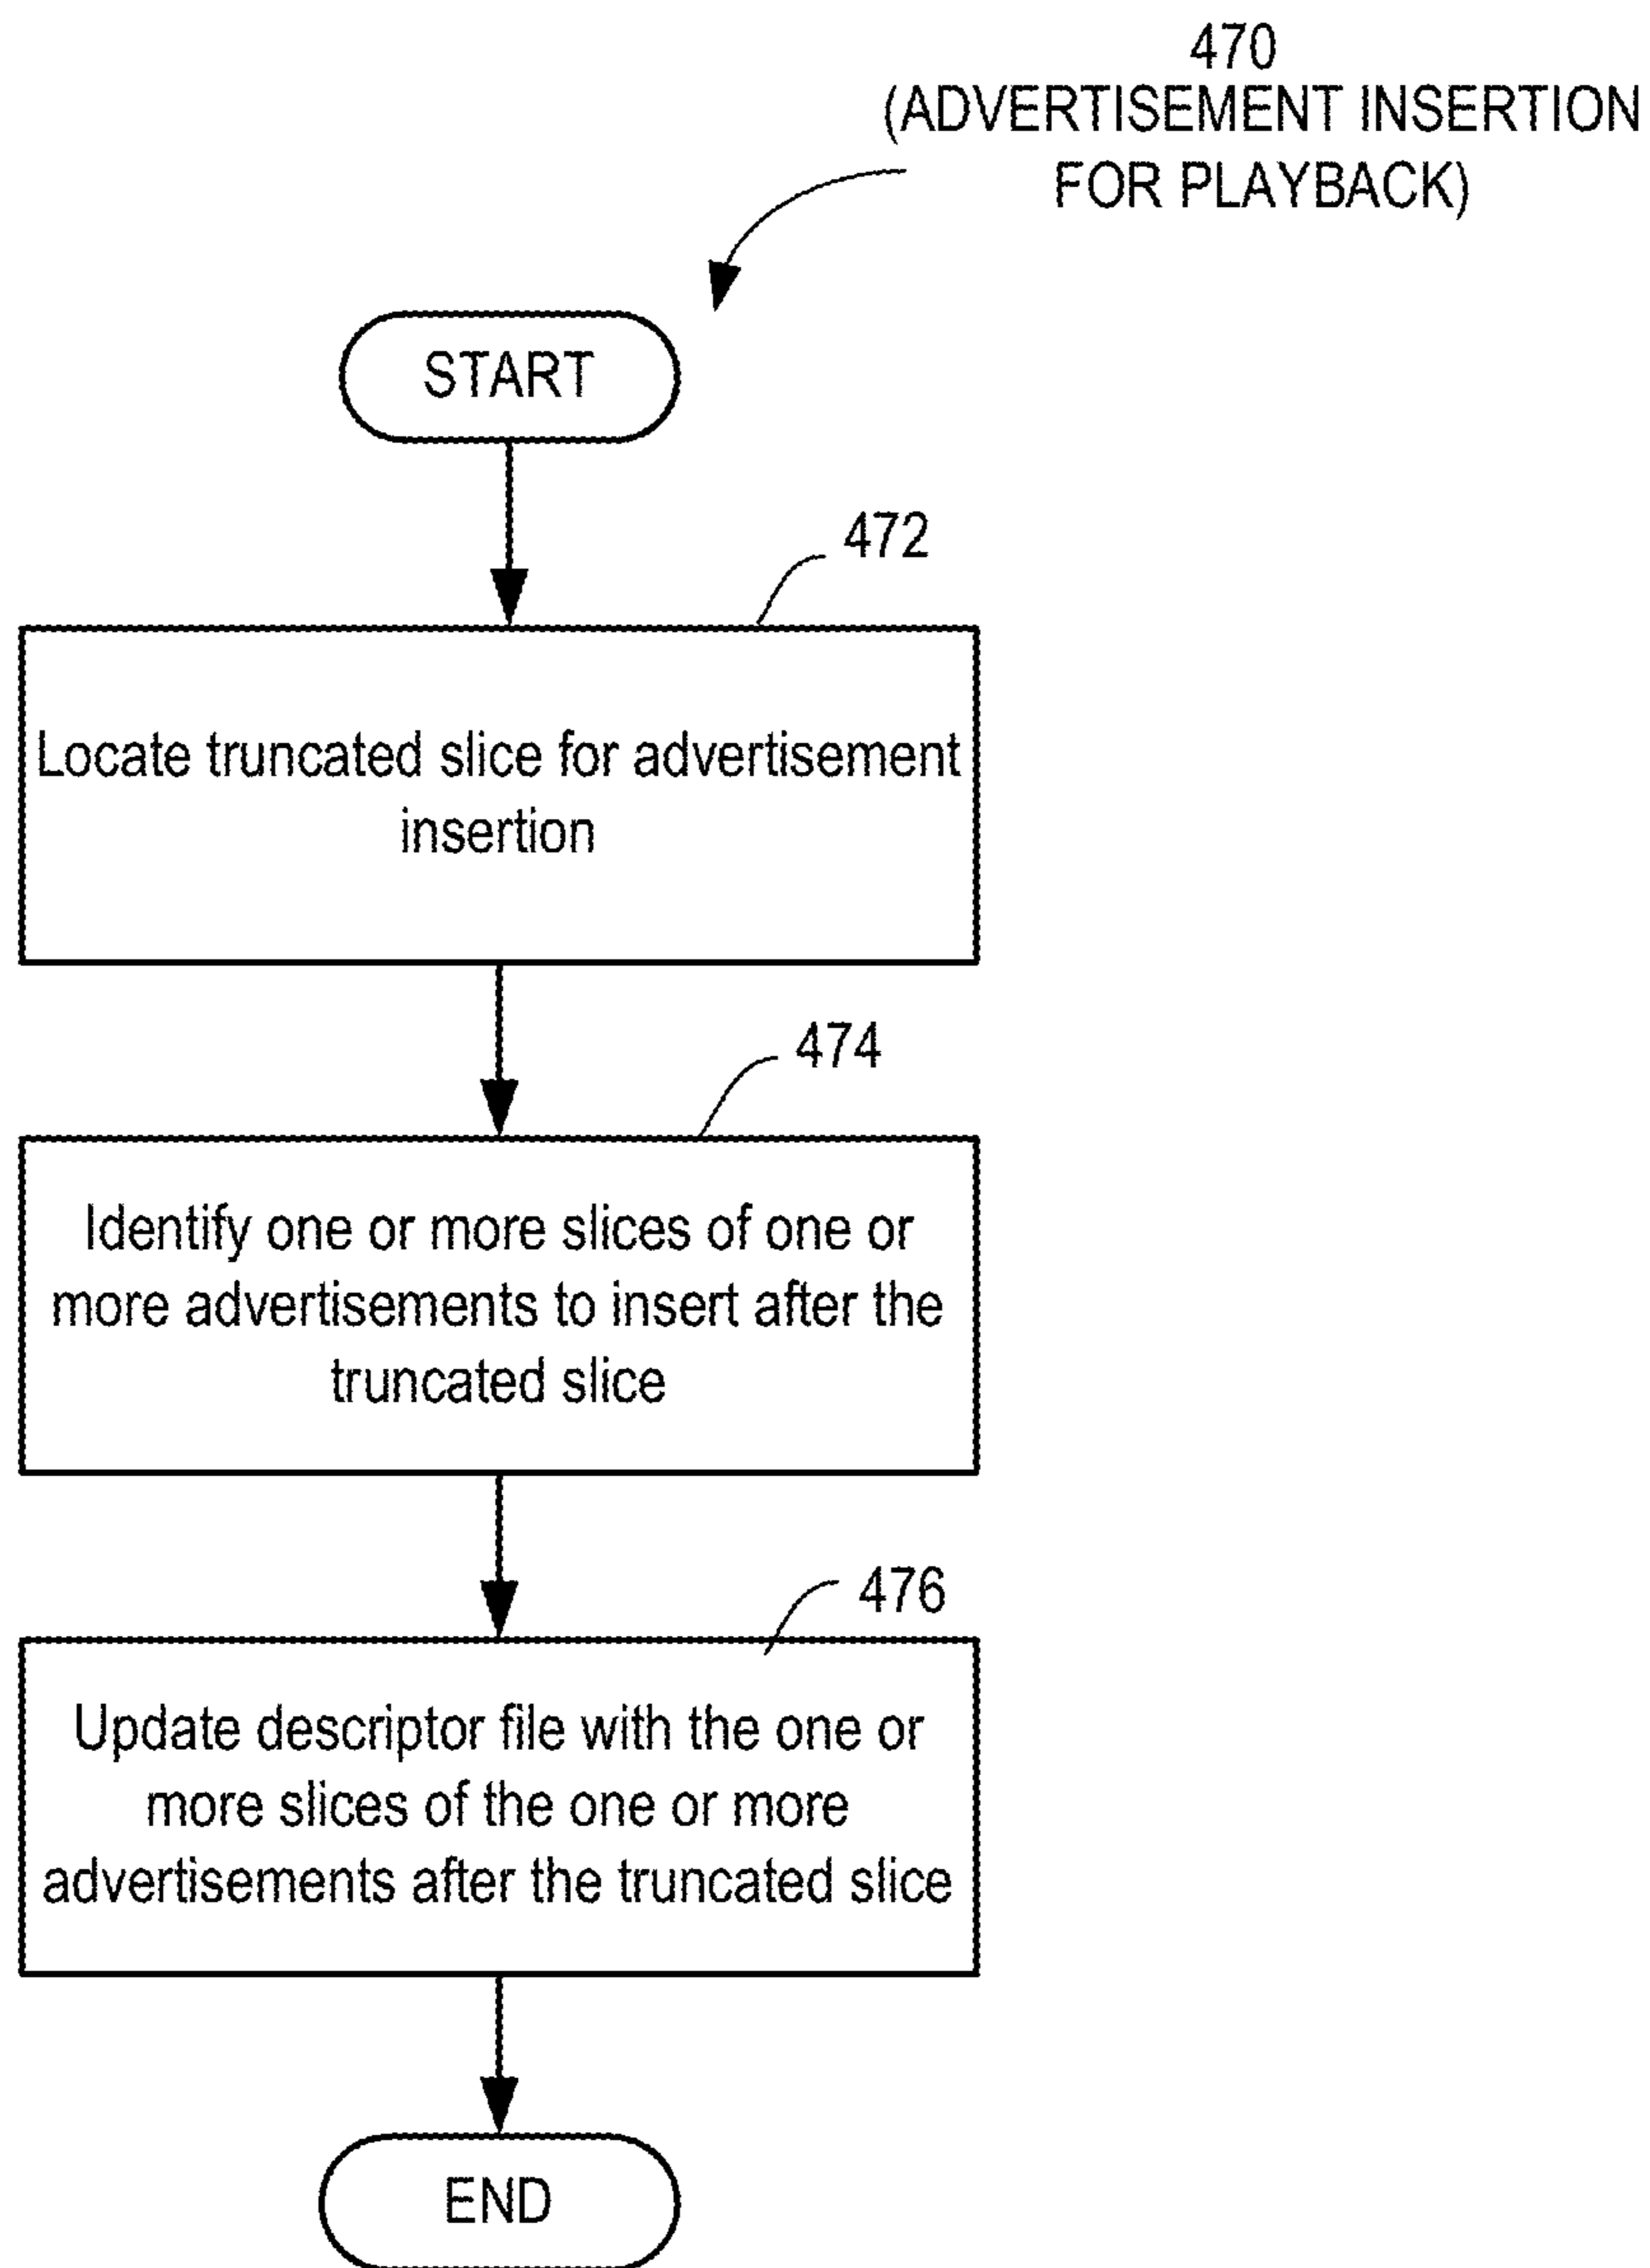 470
(ADVERTISEMENT INSERTION
FOR PLAYBACK)
START
472
Locate truncated slice for advertisement
insertion
474
Identify one or more slices of one or
more advertisements to insert after the
truncated slice
476
Update descriptor file with the one or
more slices of the one or more
advertisements after the truncated slice
END